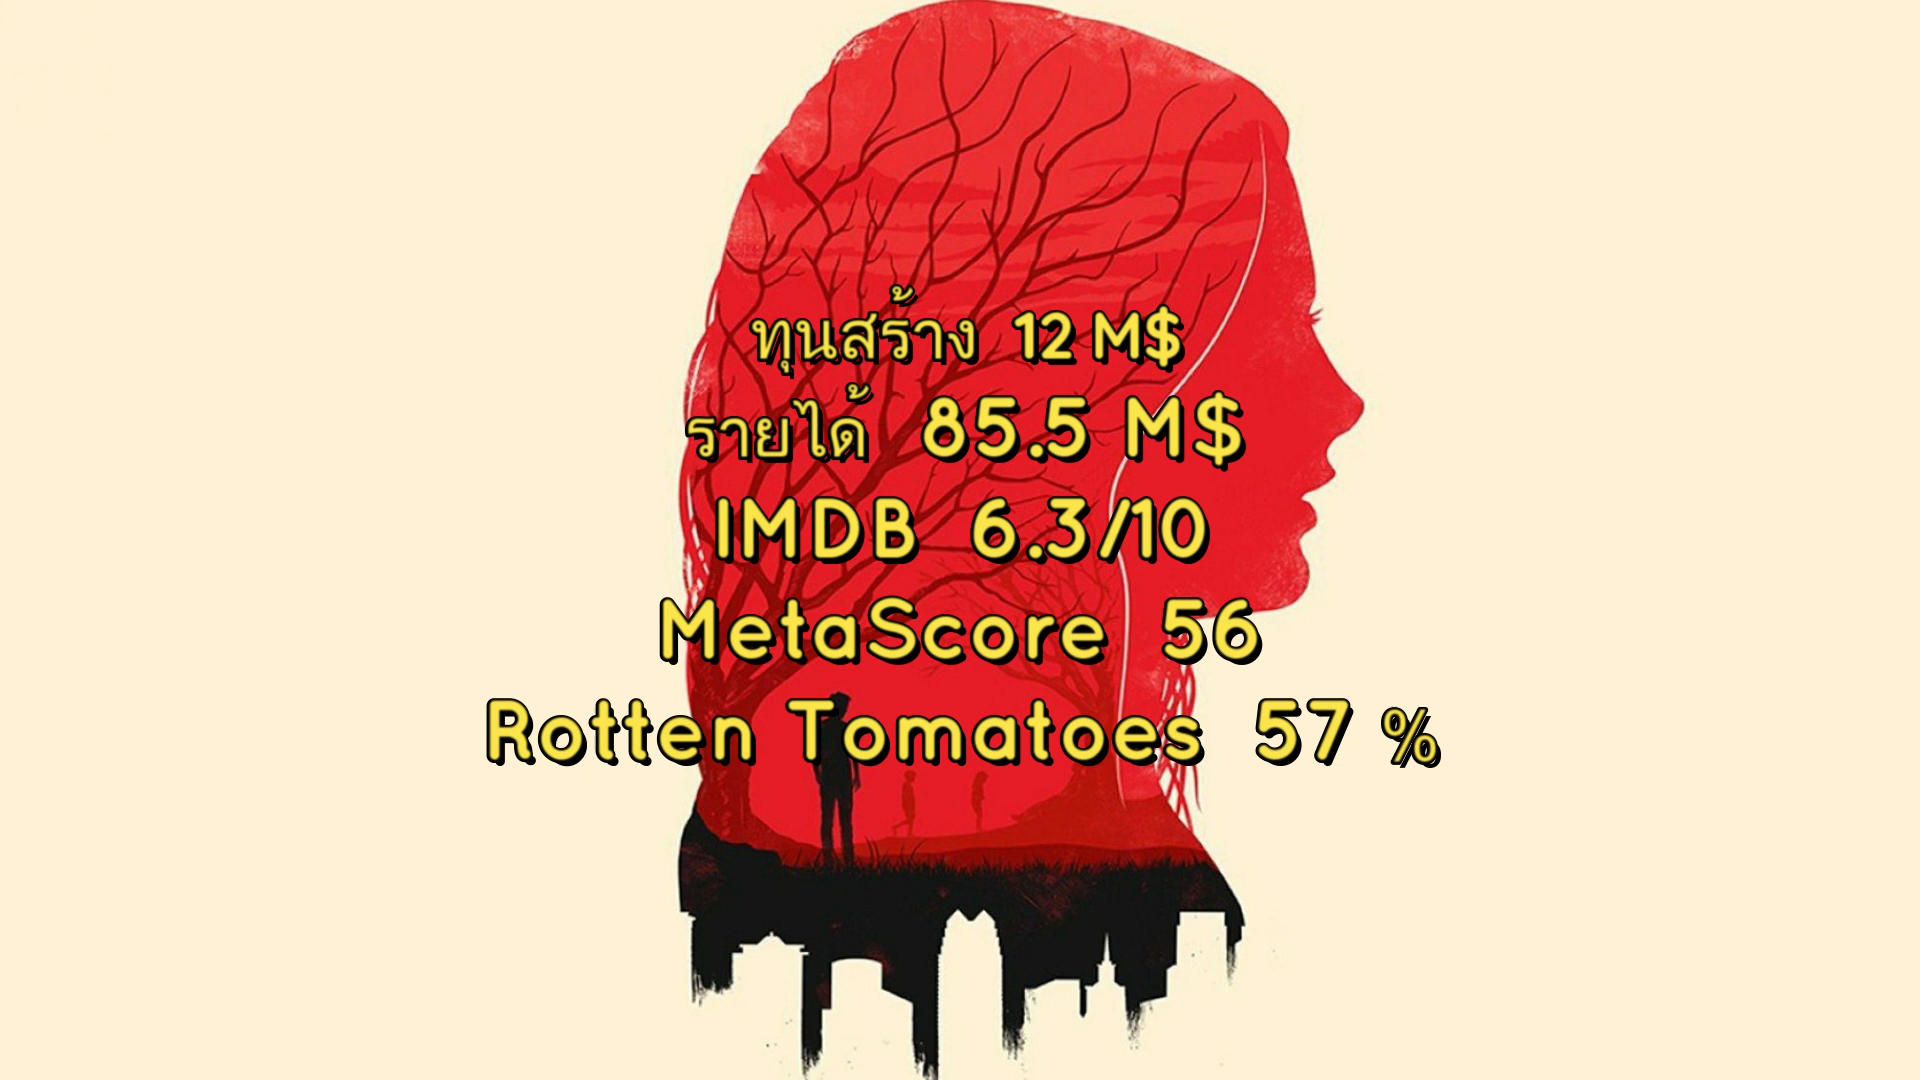 ทุนสร้าง 12 M$
รายได้ 85.5 M$
IMDB 6.3/10
MetaScore 56
Rotten Tomatoes 57 %